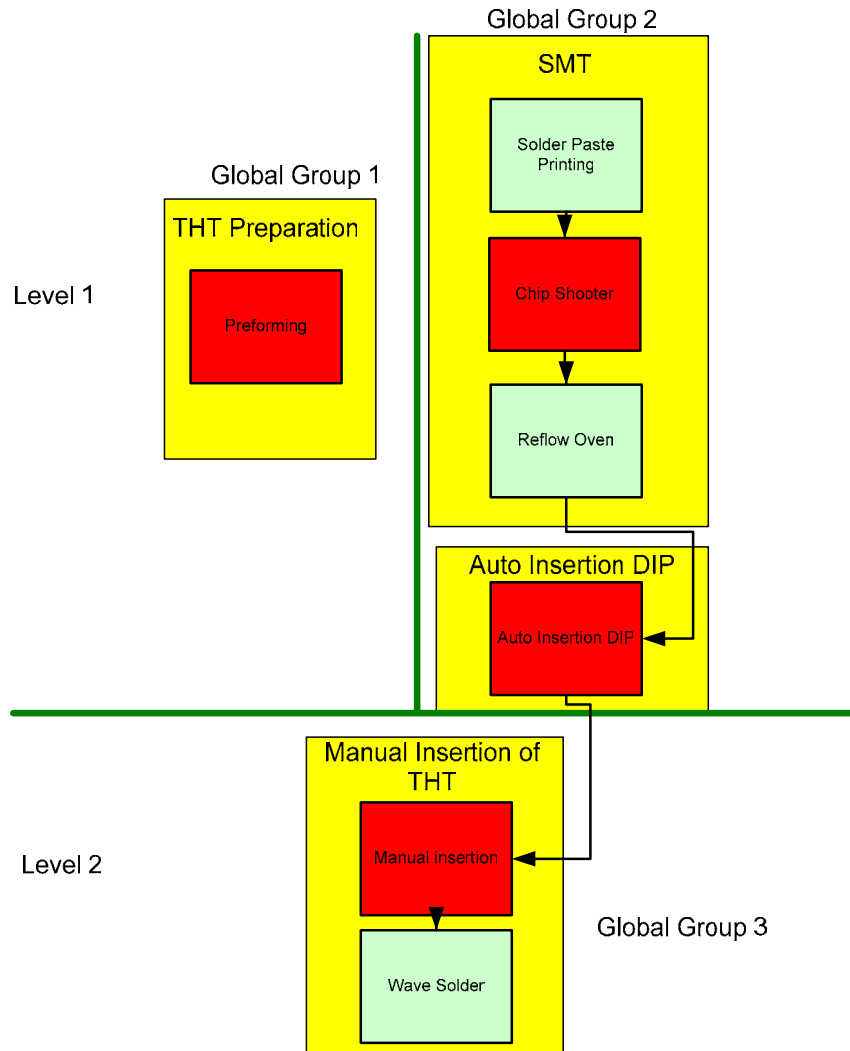 Global Group 2
SMT
Solder Paste
Printing
Global Group 1
THT Preparation
Chip Shooter
Level 1
Preforming
Reflow Oven
Auto Insertion DIP
Auto Insertion DIP
Manual Insertion of
THT
Manual insertion
Level 2
Global Group 3
Wave Solder